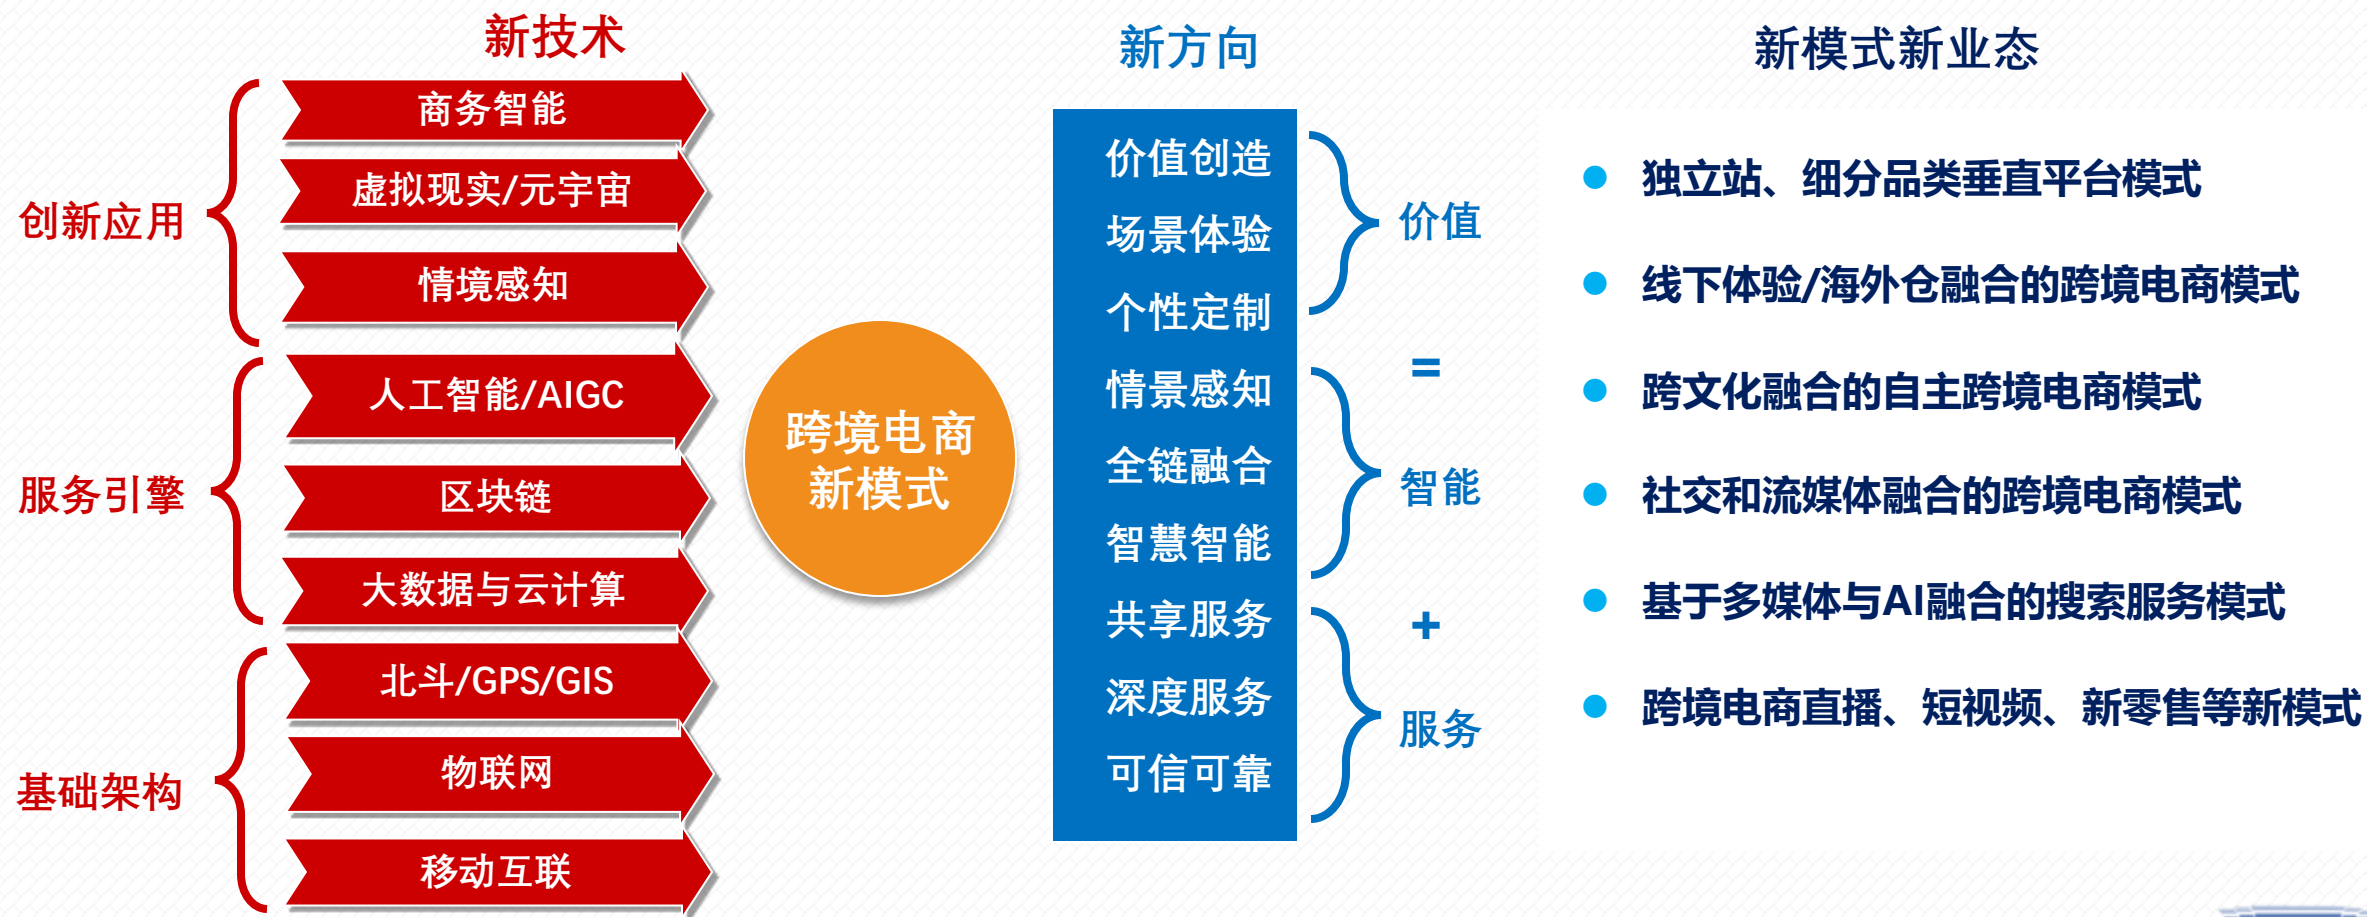 新技术
创新应用
商务智能
虚拟现实/元宇宙
情境感知
服务引擎
人工智能/AIGC
区块链
大数据与云计算
基础架构
北斗/GPS/GIS
物联网
移动互联
跨境电商
新模式
新方向
价值创造
场景体验
个性定制
情景感知
全链融合
智慧智能
共享服务
深度服务
可信可靠
价值
=
智能
+
服务
新模式新业态
● 独立站、细分品类垂直平台模式
● 线下体验/海外仓融合的跨境电商模式
● 跨文化融合的自主跨境电商模式
● 社交和流媒体融合的跨境电商模式
● 基于多媒体与AI融合的搜索服务模式
● 跨境电商直播、短视频、新零售等新模式